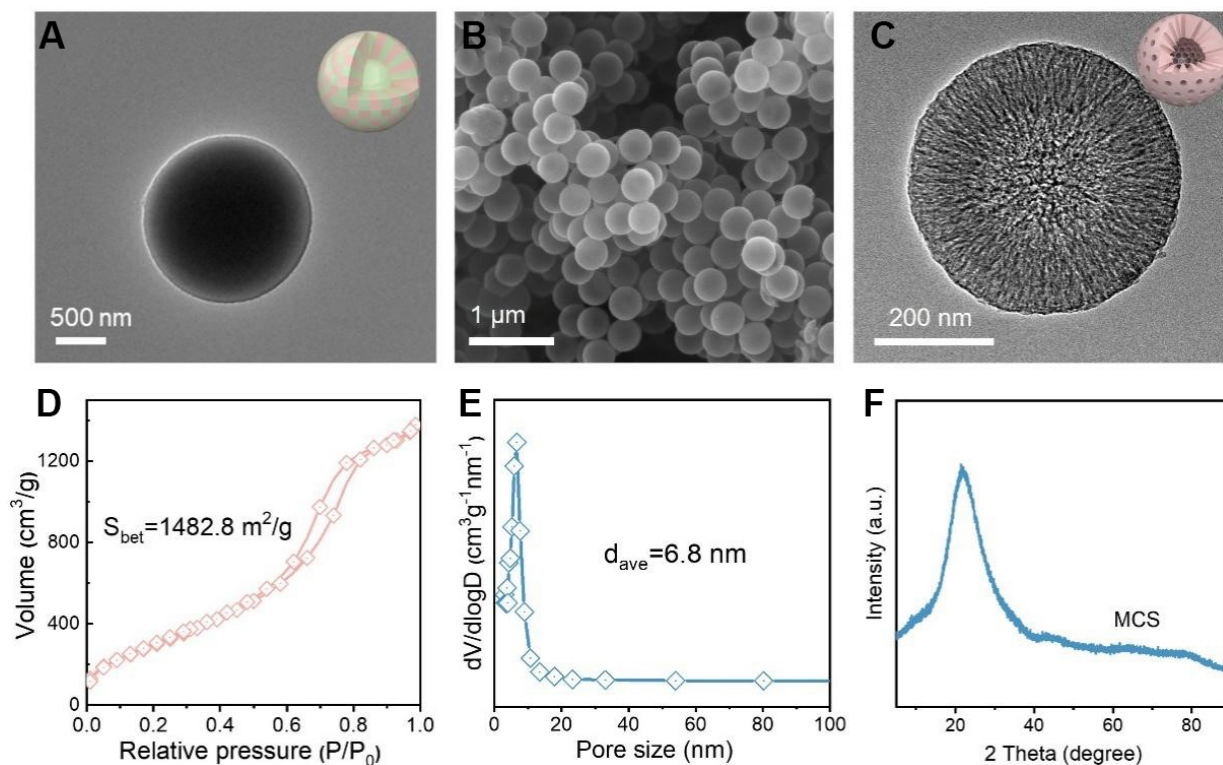 A
500 nm
B
1 µm
C
200 nm
D
Volume (cm³/g)
1200
800
400
0
S_bet=1482.8 m²/g
0.0 0.2 0.4 0.6 0.8 1.0
Relative pressure (P/P₀)
E
dV/dlogD (cm³g⁻¹nm⁻¹)
d_ave=6.8 nm
0 20 40 60 80 100
Pore size (nm)
F
Intensity (a.u.)
MCS
20 40 60 80
2 Theta (degree)